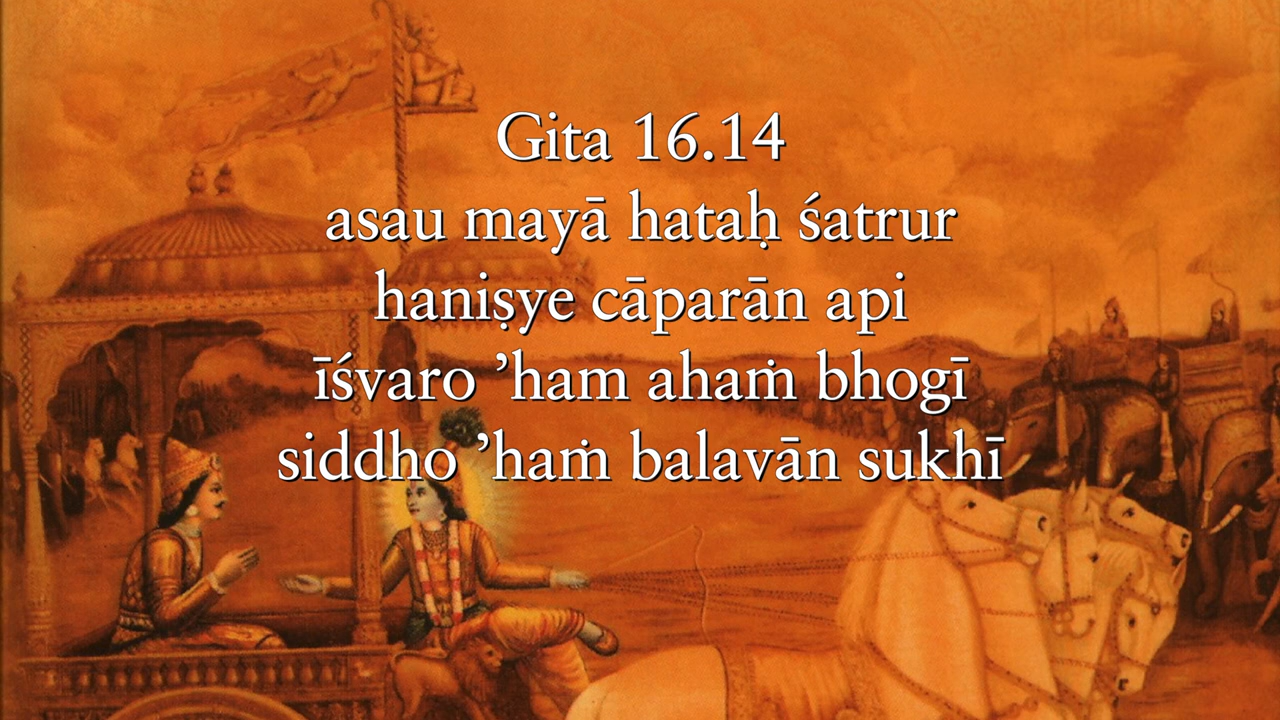 Gita 16.14
asau mayā hataḥ śatrur
haniṣye cāparān api
īśvaro ’ham ahaṁ bhogī
siddho ’haṁ balavān sukhī